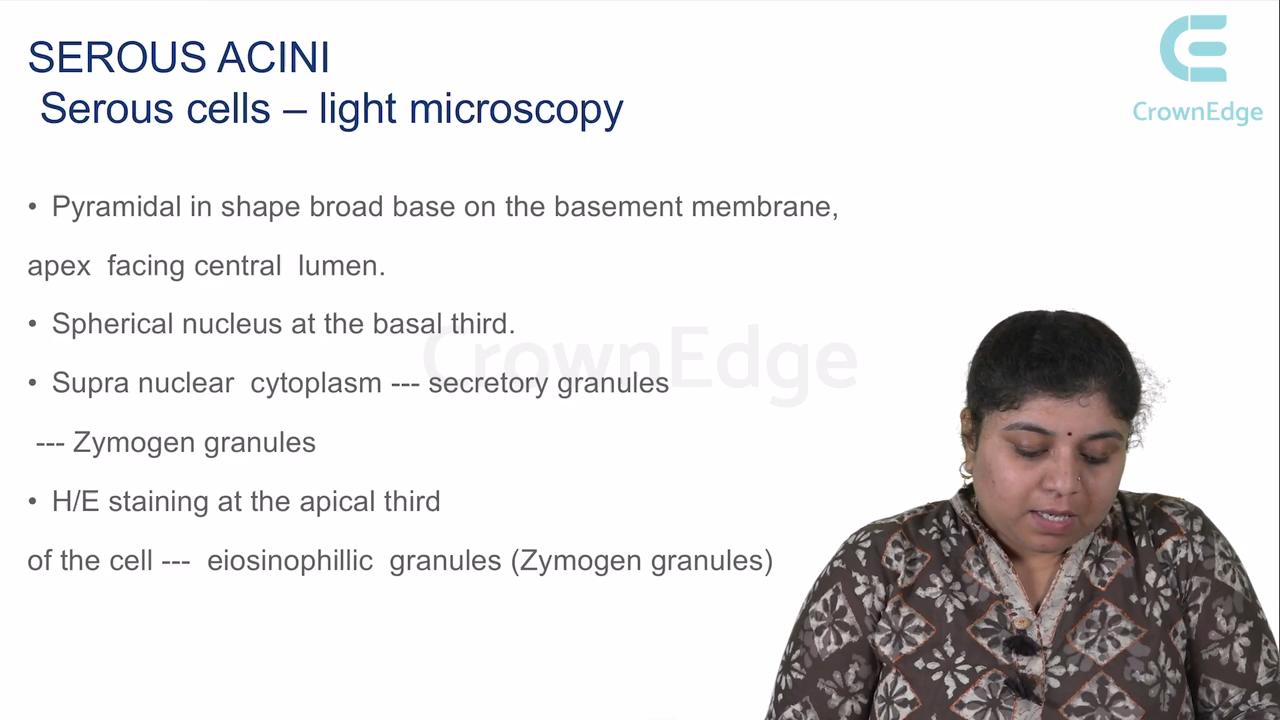 SEROUS ACINI
Serous cells – light microscopy
CrownEdge
• Pyramidal in shape broad base on the basement membrane,
apex facing central lumen.
• Spherical nucleus at the basal third.
CrownEdge
• Supra nuclear cytoplasm --- secretory granules
--- Zymogen granules
• H/E staining at the apical third
of the cell --- eiosinophillic granules (Zymogen granules)